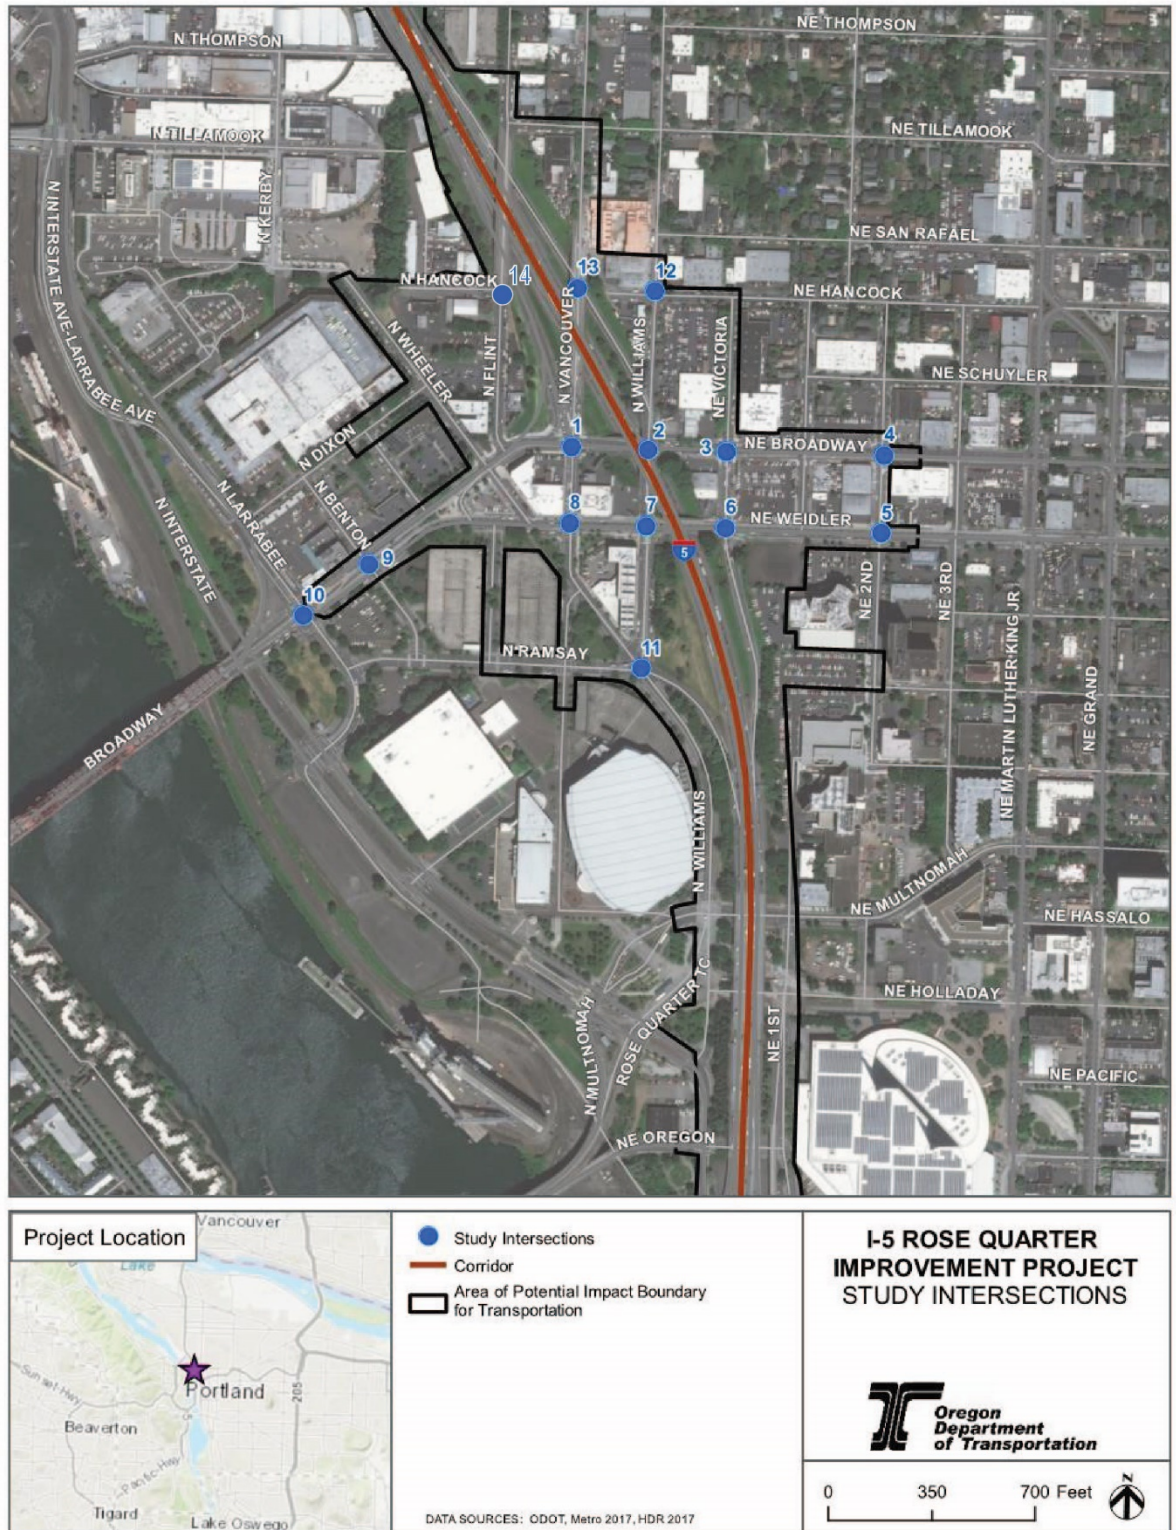 NE THOMPSON
N THOMPSON
NE TILLAMOOK
N TILLAMOOK
N KERBY
N INTERSTATE AVE-LARRABEE AVE
NE SAN RAFAEL
13
12
14
N HANCOCK
NE HANCOCK
N VANCOUVER
N WILLIAMS
NE VICTORIA
N WHEELER
N FLINT
NE SCHUYLER
1
2
3
NE BROADWAY
4
N DIXON
N LARRABEE
N BENTON
N INTERSTATE
8
7
6
NE WEIDLER
5
5
9
10
NE 2ND
NE 3RD
NE MARTIN LUTHER KING JR
NE GRAND
N RAMSAY
11
BROADWAY
N WILLIAMS
NE MULTNOMAH
NE HASSALO
NE HOLLADAY
ROSE QUARTER TC
N MULTNOMAH
NE 1ST
NE PACIFIC
NE OREGON
Project Location
Vancouver
Lake
Sunset-Hwy
Portland
205
Beaverton
Pacific-Hwy
Tigard
Lake Oswego
Study Intersections
Corridor
Area of Potential Impact Boundary
for Transportation
DATA SOURCES: ODOT, Metro 2017, HDR 2017
I-5 ROSE QUARTER
IMPROVEMENT PROJECT
STUDY INTERSECTIONS
Oregon
Department
of Transportation
0 350 700 Feet
N